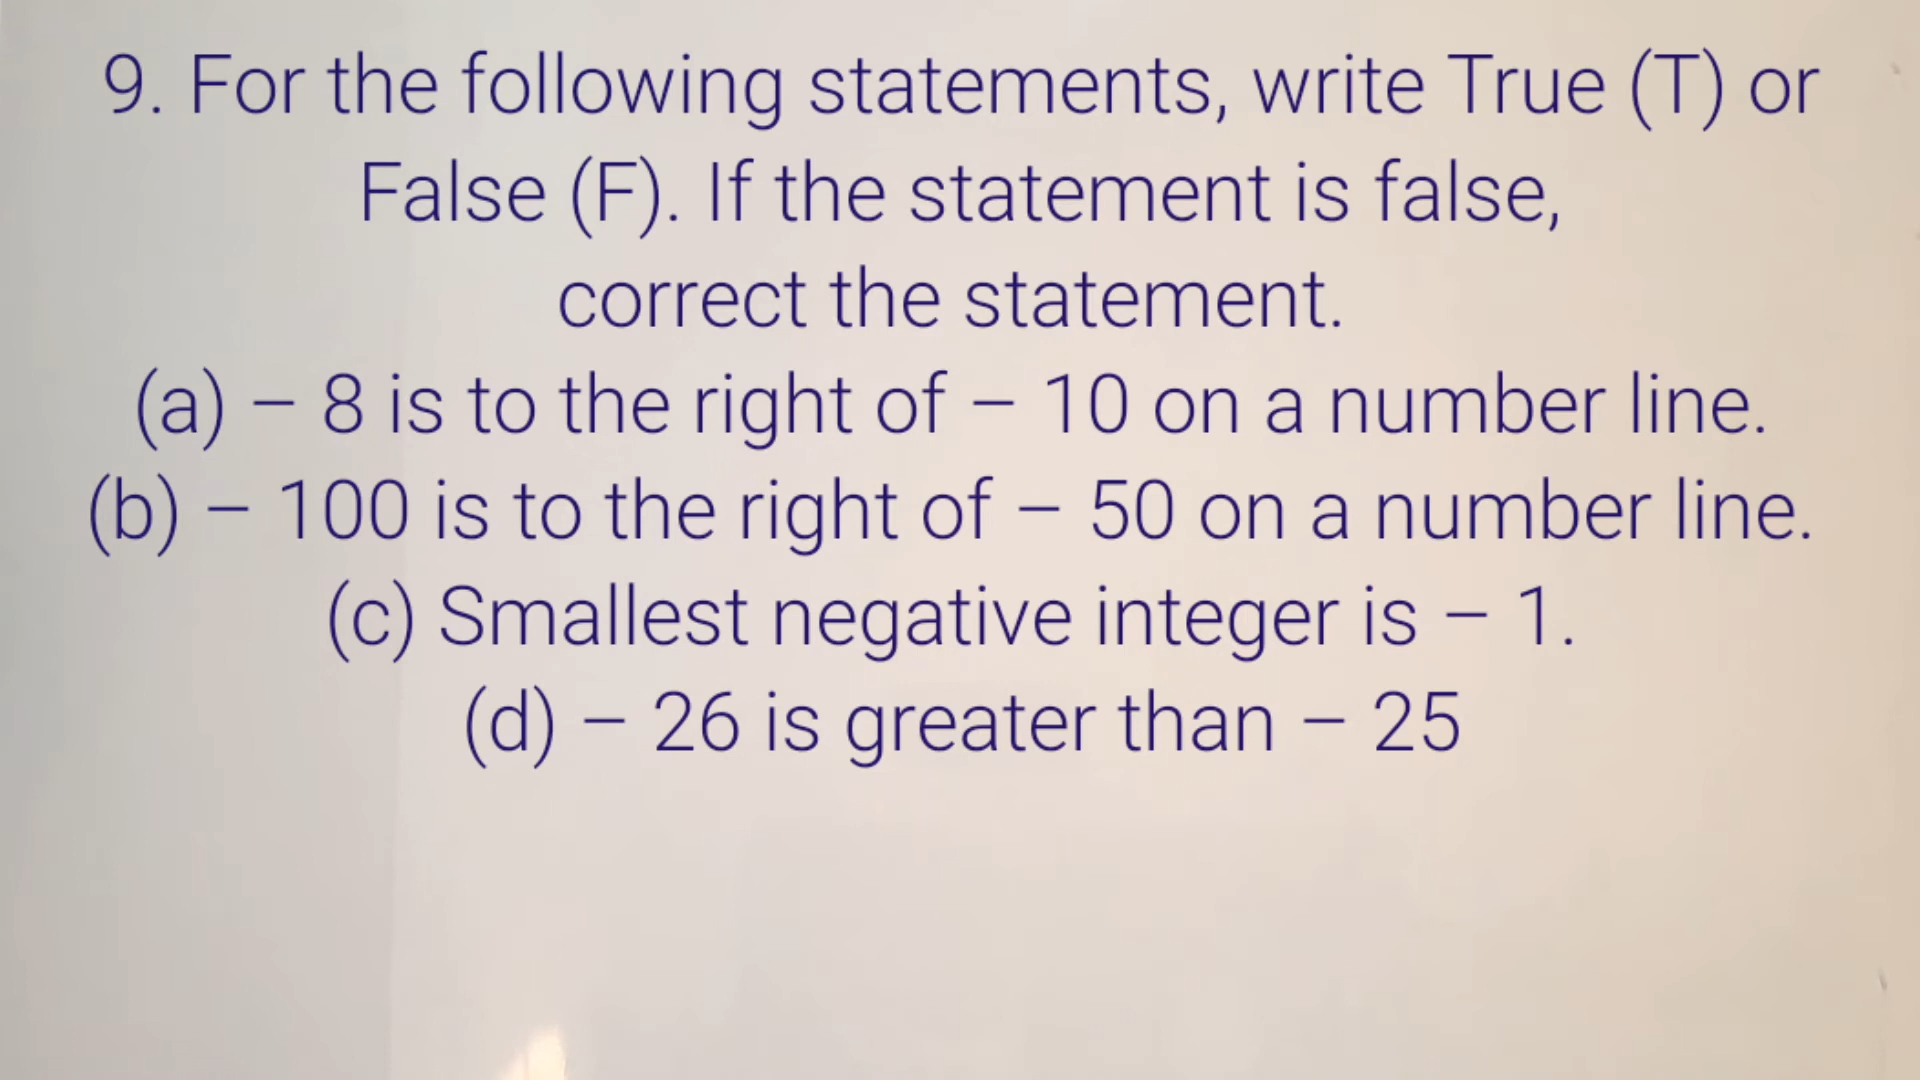 9. For the following statements, write True (T) or
False (F). If the statement is false,
correct the statement.
(a) – 8 is to the right of – 10 on a number line.
(b) – 100 is to the right of – 50 on a number line.
(c) Smallest negative integer is – 1.
(d) – 26 is greater than – 25